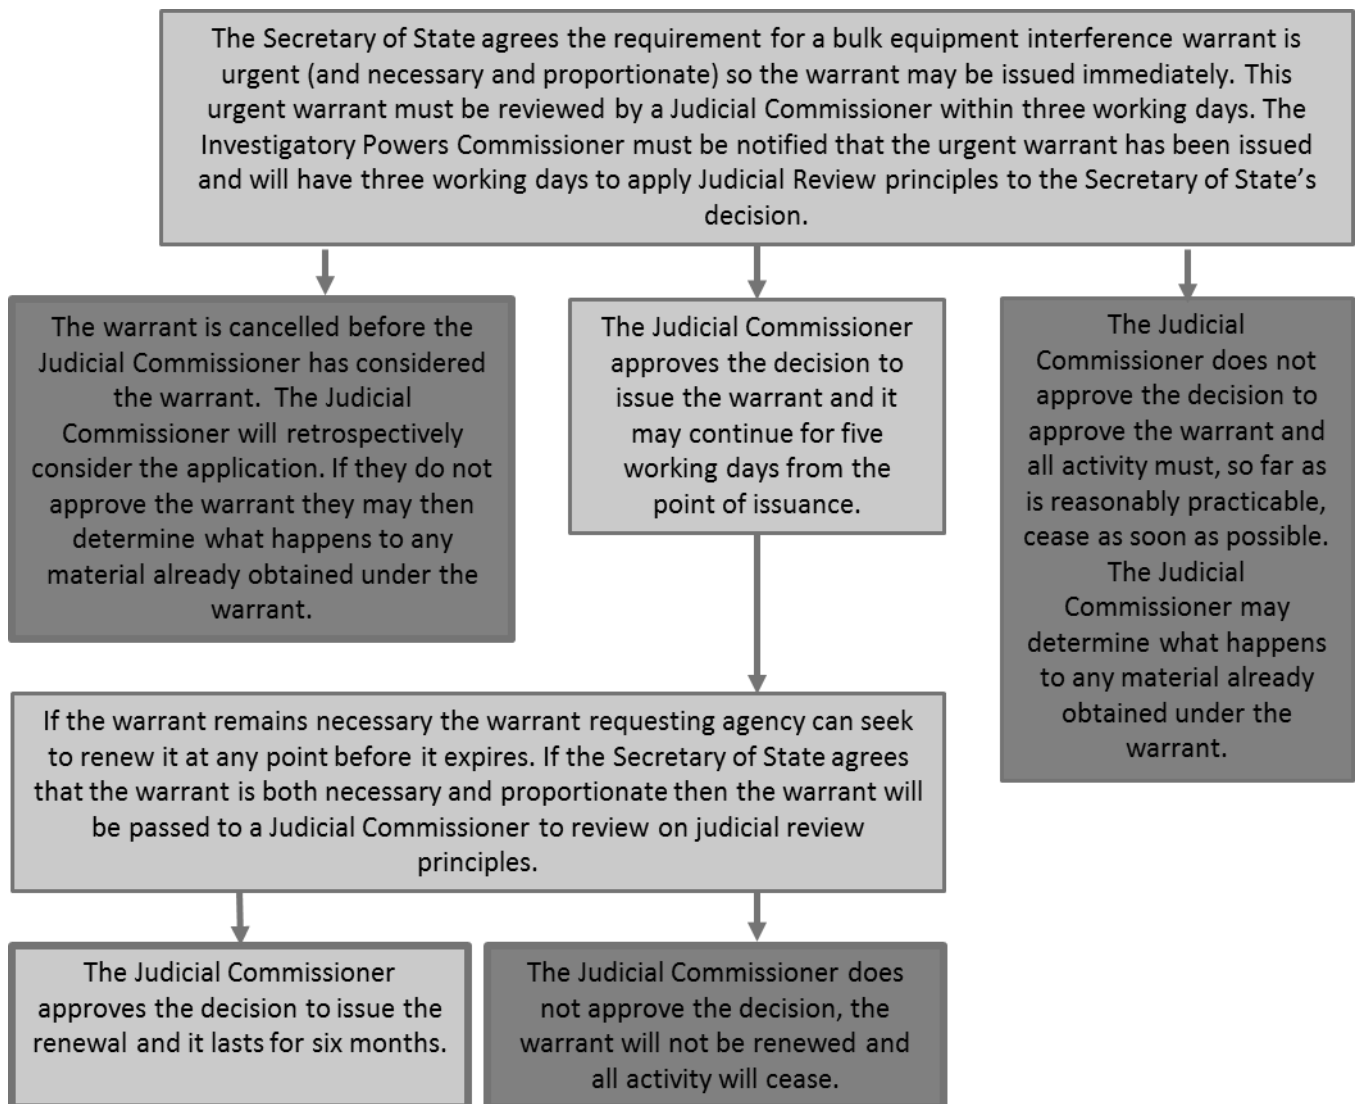 The Secretary of State agrees the requirement for a bulk equipment interference warrant is
urgent (and necessary and proportionate) so the warrant may be issued immediately. This
urgent warrant must be reviewed by a Judicial Commissioner within three working days. The
Investigatory Powers Commissioner must be notified that the urgent warrant has been issued
and will have three working days to apply Judicial Review principles to the Secretary of State's
decision.
The warrant is cancelled before the
Judicial Commissioner has considered
the warrant. The Judicial
Commissioner will retrospectively
consider the application. If they do not
approve the warrant they may then
determine what happens to any
material already obtained under the
warrant.
The Judicial Commissioner
approves the decision to
issue the warrant and it
may continue for five
working days from the
point of issuance.
The Judicial
Commissioner does not
approve the decision to
approve the warrant and
all activity must, so far as
is reasonably practicable,
cease as soon as possible.
The Judicial
Commissioner may
determine what happens
to any material already
obtained under the
warrant.
If the warrant remains necessary the warrant requesting agency can seek
to renew it at any point before it expires. If the Secretary of State agrees
that the warrant is both necessary and proportionate then the warrant will
be passed to a Judicial Commissioner to review on judicial review
principles.
The Judicial Commissioner
approves the decision to issue the
renewal and it lasts for six months.
The Judicial Commissioner does
not approve the decision, the
warrant will not be renewed and
all activity will cease.